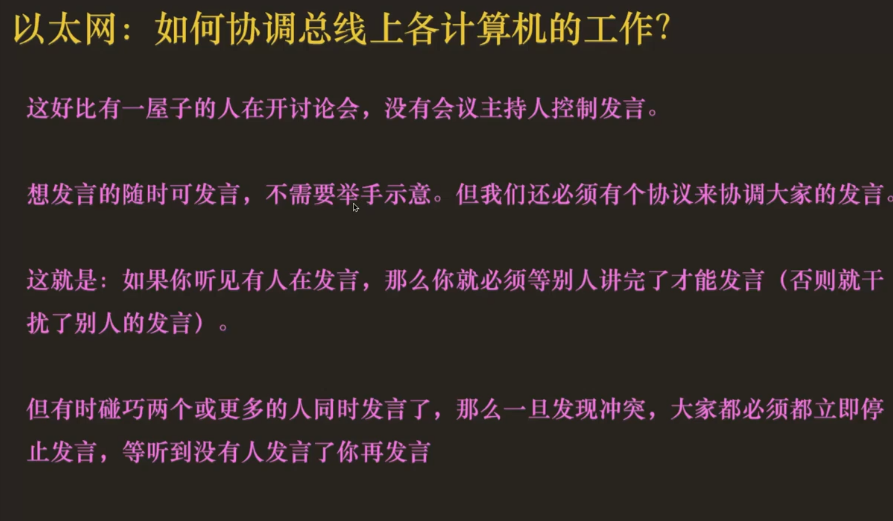 以太网：如何协调总线上各计算机的工作？
这好比有一屋子的人在开讨论会，没有会议主持人控制发言。
想发言的随时可发言，不需要举手示意。但我们还必须有个协议来协调大家的发言。
这就是：如果你听见有人在发言，那么你就必须等别人讲完了才能发言（否则就干
扰了别人的发言）。
但有时碰巧两个或更多的人同时发言了，那么一旦发现冲突，大家都必须都立即停
止发言，等听到没有人发言了你再发言